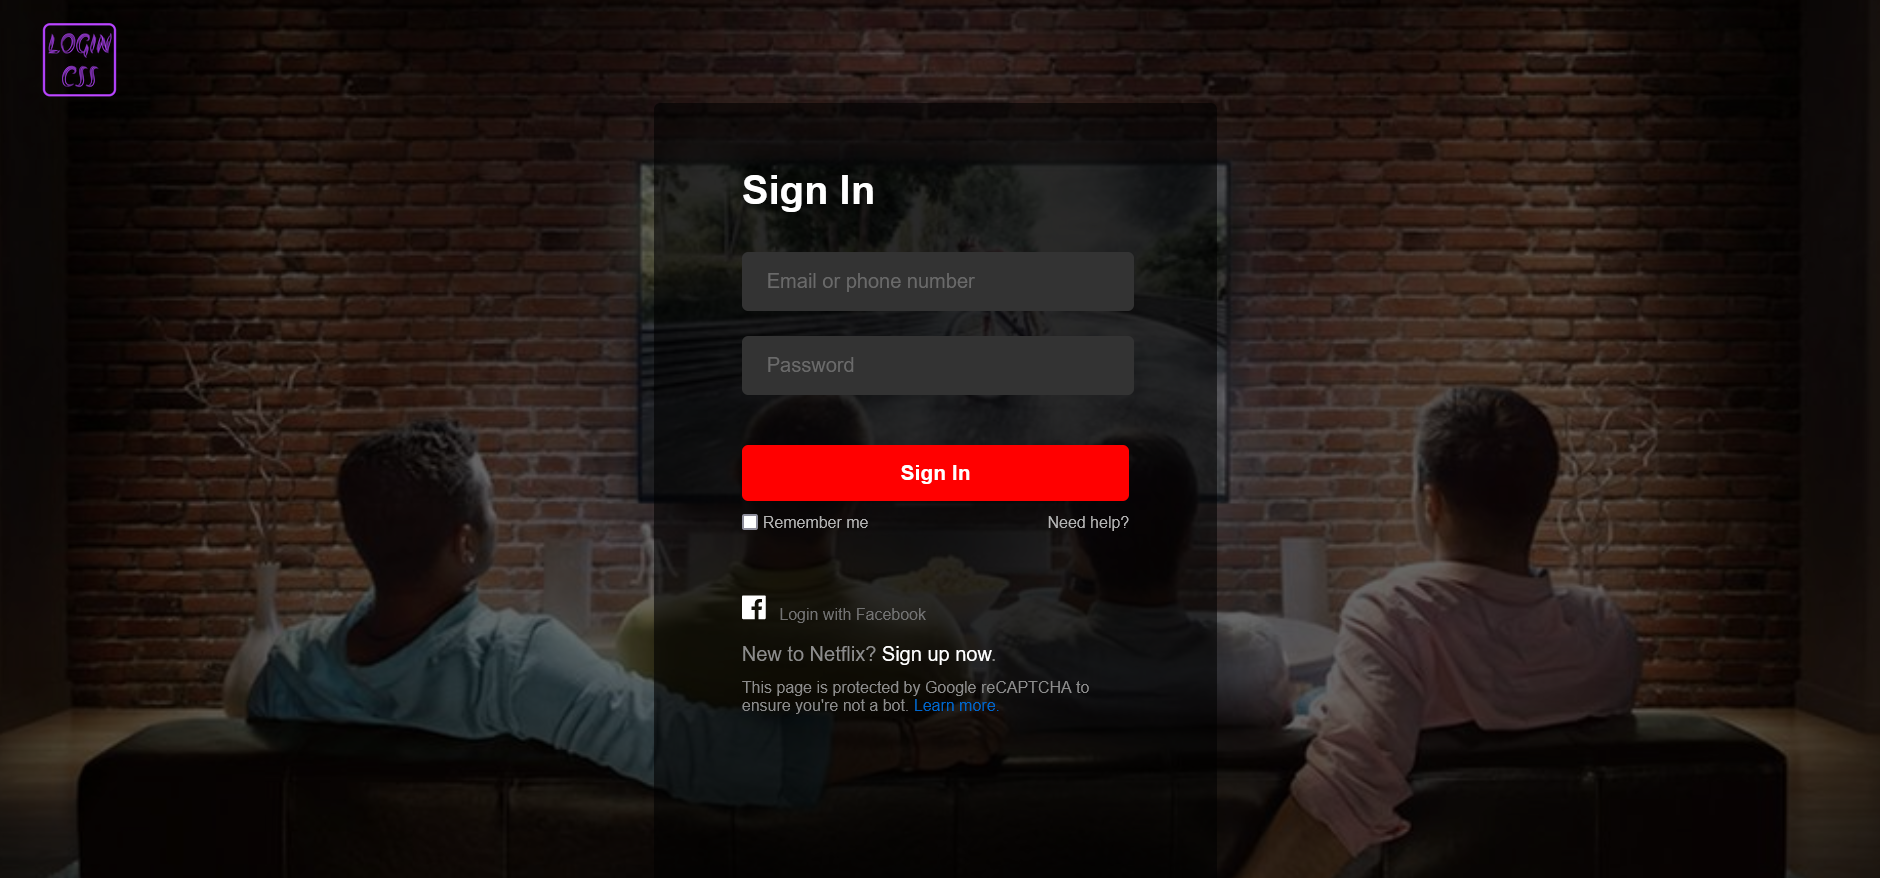 LOGIN
CSS
Sign In
Email or phone number
Password
Sign In
Remember me Need help?
Login with Facebook
New to Netflix? Sign up now.
This page is protected by Google reCAPTCHA to
ensure you're not a bot. Learn more.